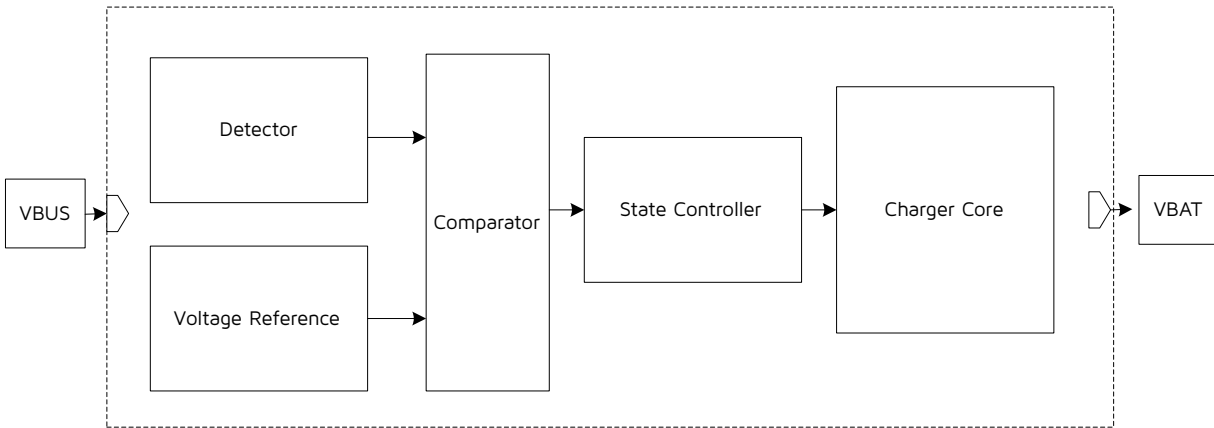 VBUS
Detector
Voltage Reference
Comparator
State Controller
Charger Core
VBAT